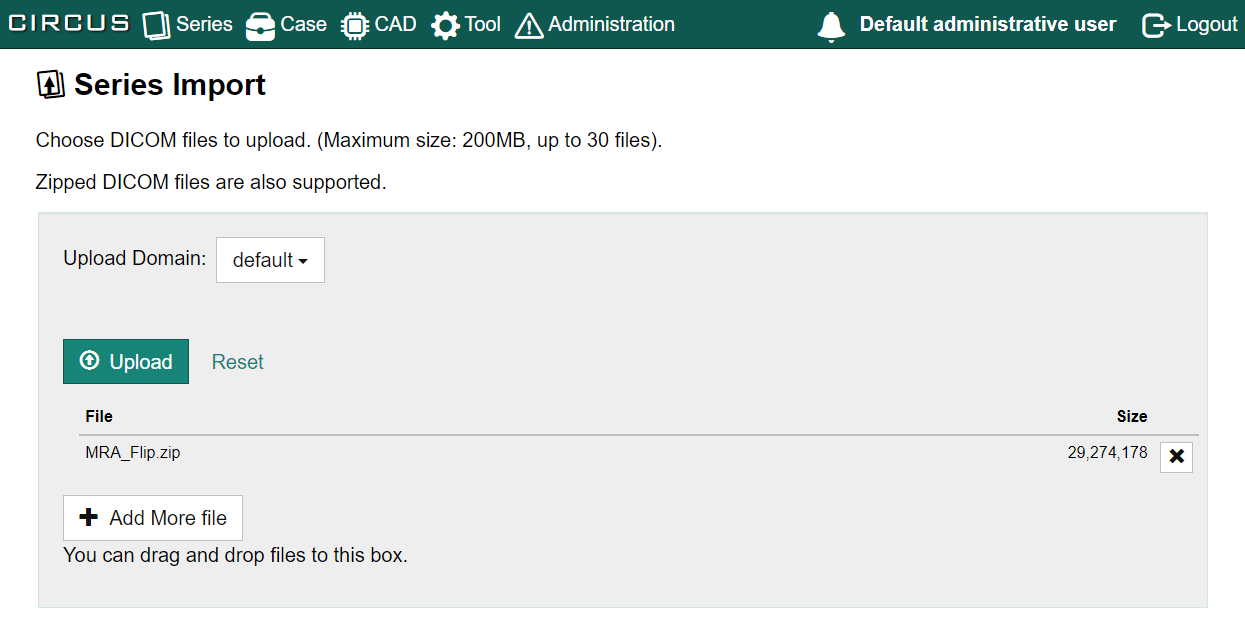 CIRCUS Series Case CAD Tool Administration Default administrative user Logout
Series Import
Choose DICOM files to upload. (Maximum size: 200MB, up to 30 files).
Zipped DICOM files are also supported.
Upload Domain: default
Upload Reset
File Size
MRA_Flip.zip 29,274,178
Add More file
You can drag and drop files to this box.